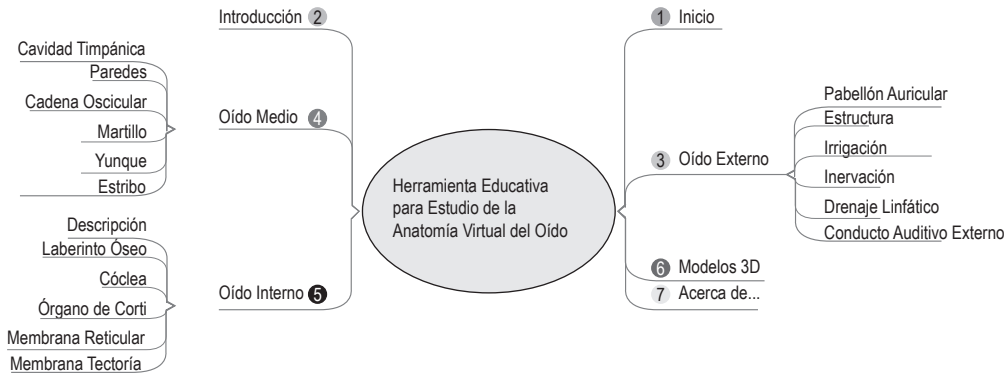 Introducción 2
1 Inicio
Cavidad Timpánica
Paredes
Cadena Oscicular
Martillo
Yunque
Estribo
Oído Medio 4
Herramienta Educativa
para Estudio de la
Anatomía Virtual del Oído
3 Oído Externo
Pabellón Auricular
Estructura
Irrigación
Inervación
Drenaje Linfático
Conducto Auditivo Externo
Descripción
Laberinto Óseo
Cóclea
Órgano de Corti
Membrana Reticular
Membrana Tectoría
Oído Interno 5
6 Modelos 3D
7 Acerca de...